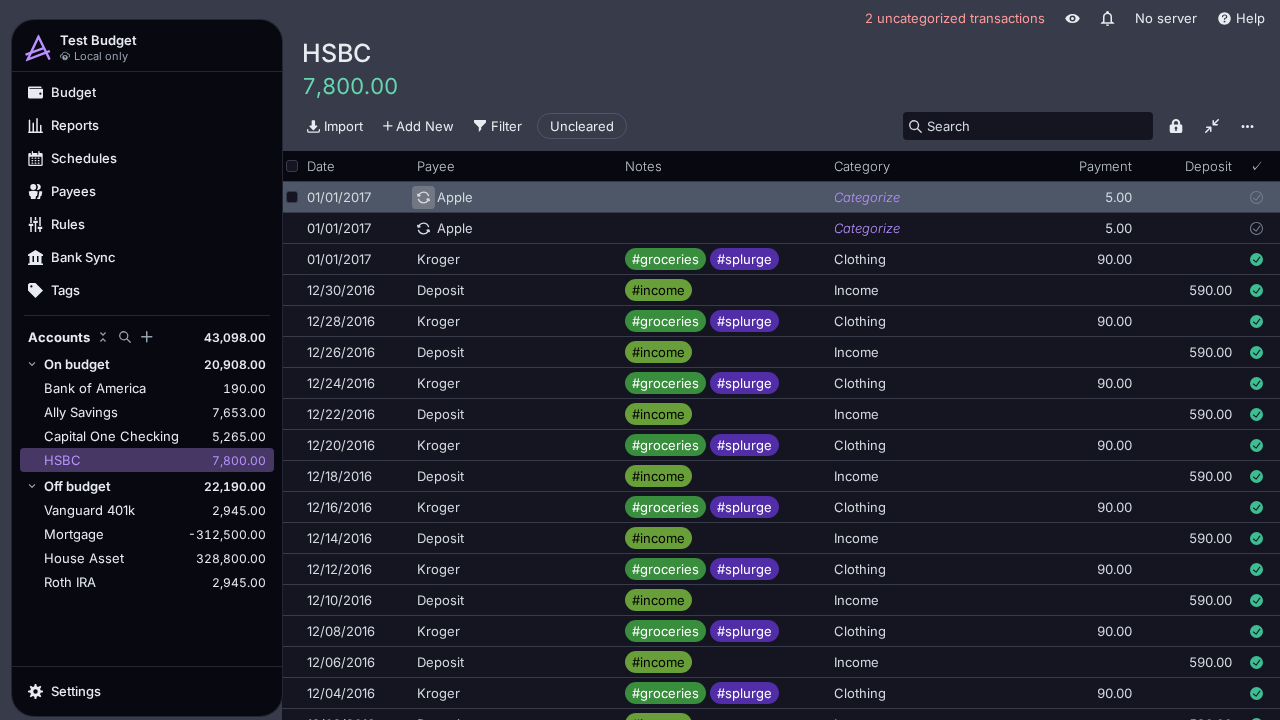 2 uncategorized transactions No server Help
Test Budget
Local only
Budget
Reports
Schedules
Payees
Rules
Bank Sync
Tags
Accounts 43,098.00
On budget 20,908.00
Bank of America 190.00
Ally Savings 7,653.00
Capital One Checking 5,265.00
HSBC 7,800.00
Off budget 22,190.00
Vanguard 401k 2,945.00
Mortgage -312,500.00
House Asset 328,800.00
Roth IRA 2,945.00
Settings
HSBC
7,800.00
Import Add New Filter Uncleared Search
Date Payee Notes Category Payment Deposit
01/01/2017 Apple Categorize 5.00
01/01/2017 Apple Categorize 5.00
01/01/2017 Kroger #groceries #splurge Clothing 90.00
12/30/2016 Deposit #income Income 590.00
12/28/2016 Kroger #groceries #splurge Clothing 90.00
12/26/2016 Deposit #income Income 590.00
12/24/2016 Kroger #groceries #splurge Clothing 90.00
12/22/2016 Deposit #income Income 590.00
12/20/2016 Kroger #groceries #splurge Clothing 90.00
12/18/2016 Deposit #income Income 590.00
12/16/2016 Kroger #groceries #splurge Clothing 90.00
12/14/2016 Deposit #income Income 590.00
12/12/2016 Kroger #groceries #splurge Clothing 90.00
12/10/2016 Deposit #income Income 590.00
12/08/2016 Kroger #groceries #splurge Clothing 90.00
12/06/2016 Deposit #income Income 590.00
12/04/2016 Kroger #groceries #splurge Clothing 90.00